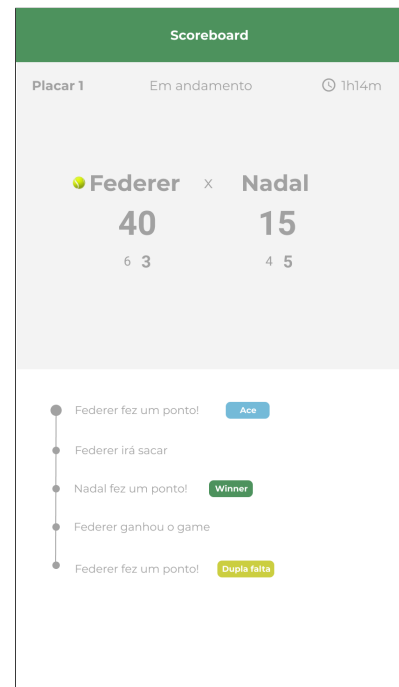 Scoreboard
Placar 1 Em andamento 1h14m
Federer x Nadal
40 15
6 3 4 5
Federer fez um ponto! Ace
Federer irá sacar
Nadal fez um ponto! Winner
Federer ganhou o game
Federer fez um ponto! Dupla falta